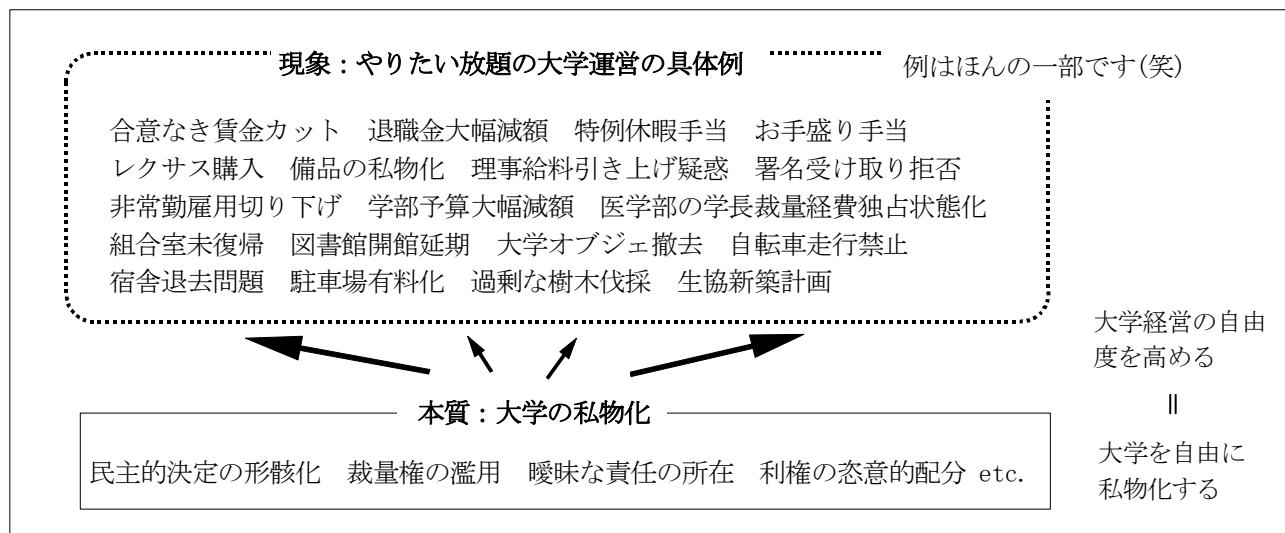 現象：やりたい放題の大学運営の具体例
例はほんの一部です(笑)
合意なき賃金カット　退職金大幅減額　特例休暇手当　お手盛り手当
レクサス購入　備品の私物化　理事給料引き上げ疑惑　署名受け取り拒否
非常勤雇用切り下げ　学部予算大幅減額　医学部の学長裁量経費独占状態化
組合室未復帰　図書館開館延期　大学オブジェ撤去　自転車走行禁止
宿舎退去問題　駐車場有料化　過剰な樹木伐採　生協新築計画
大学経営の自由
度を高める
＝
大学を自由に
私物化する
本質：大学の私物化
民主的決定の形骸化　裁量権の濫用　曖昧な責任の所在　利権の恣意的配分 etc.